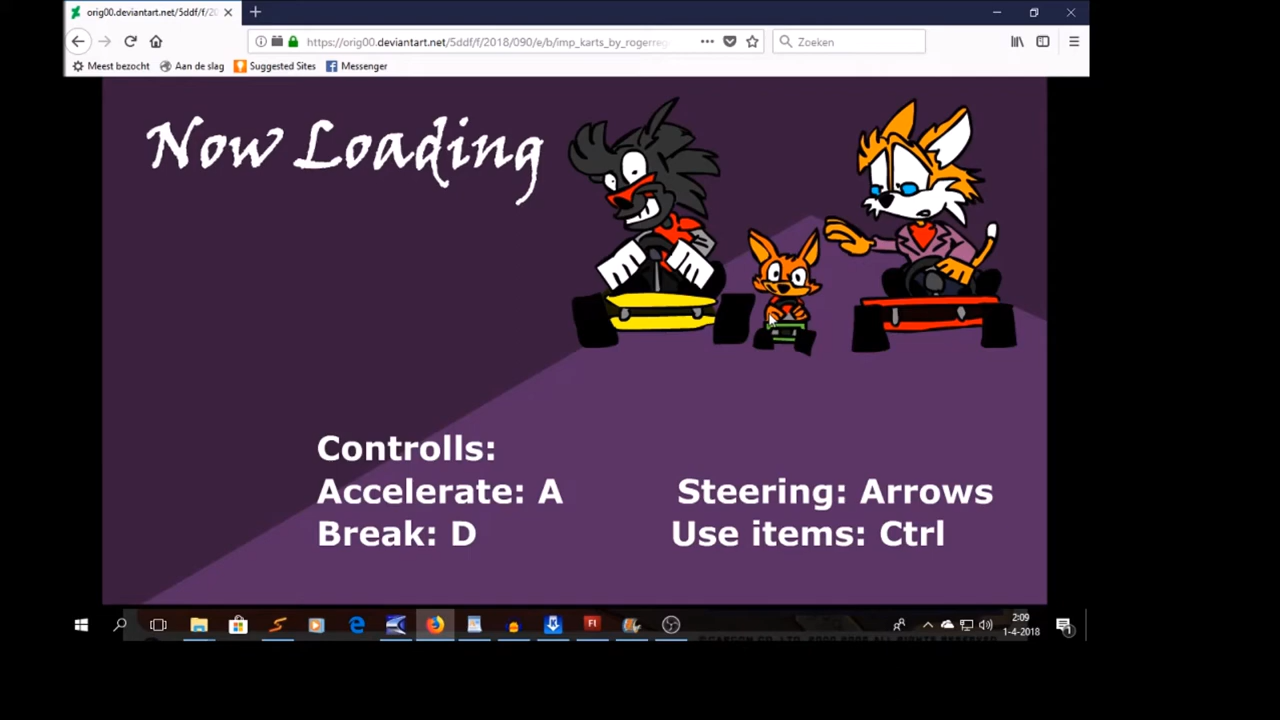 orig00.deviantart.net/5ddf/f/20
https://orig00.deviantart.net/5ddf/f/2018/090/e/b/imp_karts_by_rogerreg
Zoeken
Meest bezocht Aan de slag Suggested Sites Messenger
Now Loading
Controlls:
Accelerate: A Steering: Arrows
Break: D Use items: Ctrl
2:09
1-4-2018